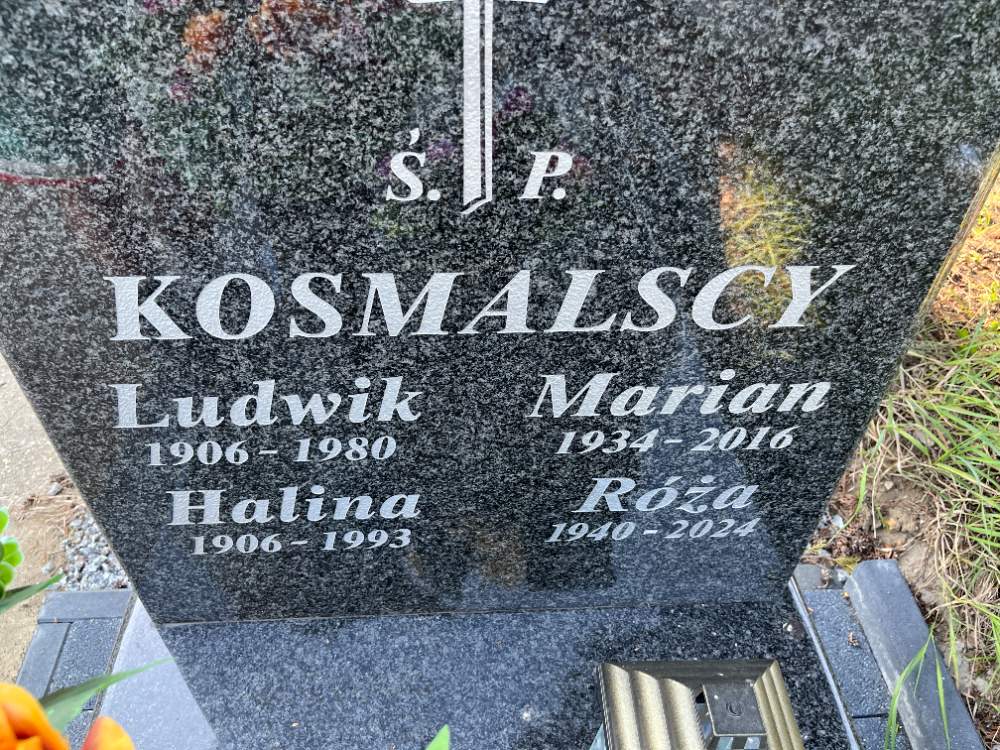 Ś. P.
KOSMALSCY
Ludwik Marian
1906 - 1980 1934 - 2016
Halina Róża
1906 - 1993 1940 - 2024